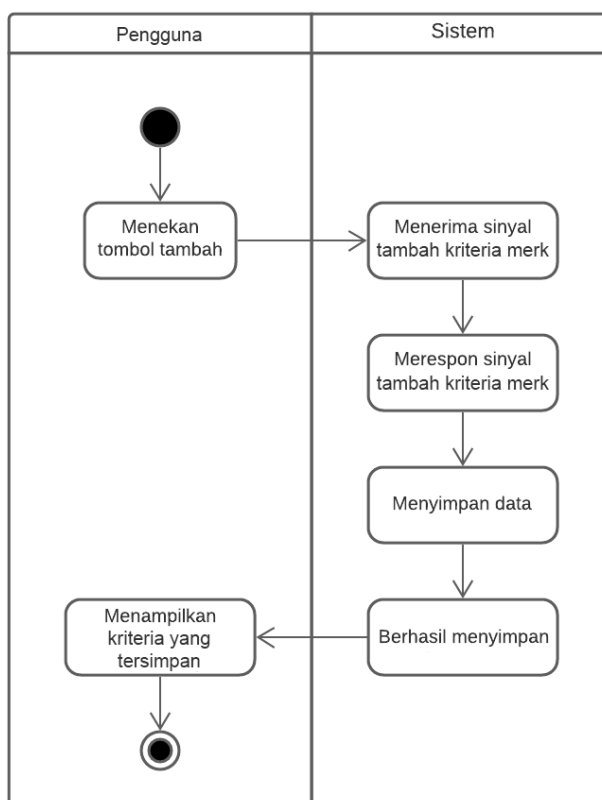 Pengguna
Sistem
Menekan
tombol tambah
Menerima sinyal
tambah kriteria merk
Merespon sinyal
tambah kriteria merk
Menyimpan data
Berhasil menyimpan
Menampilkan
kriteria yang
tersimpan